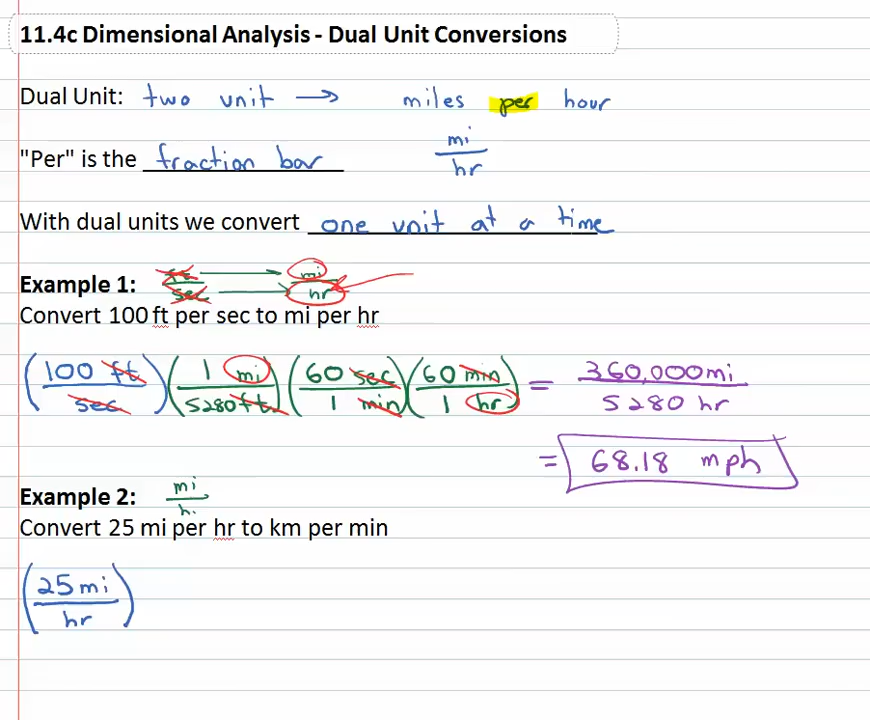 11.4c Dimensional Analysis - Dual Unit Conversions
Dual Unit: two unit → miles per hour
"Per" is the fraction bar mi/hr
With dual units we convert one unit at a time
Example 1: ft/sec → mi/hr
Convert 100 ft per sec to mi per hr
(100 ft/sec)(1 mi/5280 ft)(60 sec/1 min)(60 min/1 hr) = 360,000 mi/5280 hr
= 68.18 mph
Example 2: mi/h
Convert 25 mi per hr to km per min
(25 mi/hr)